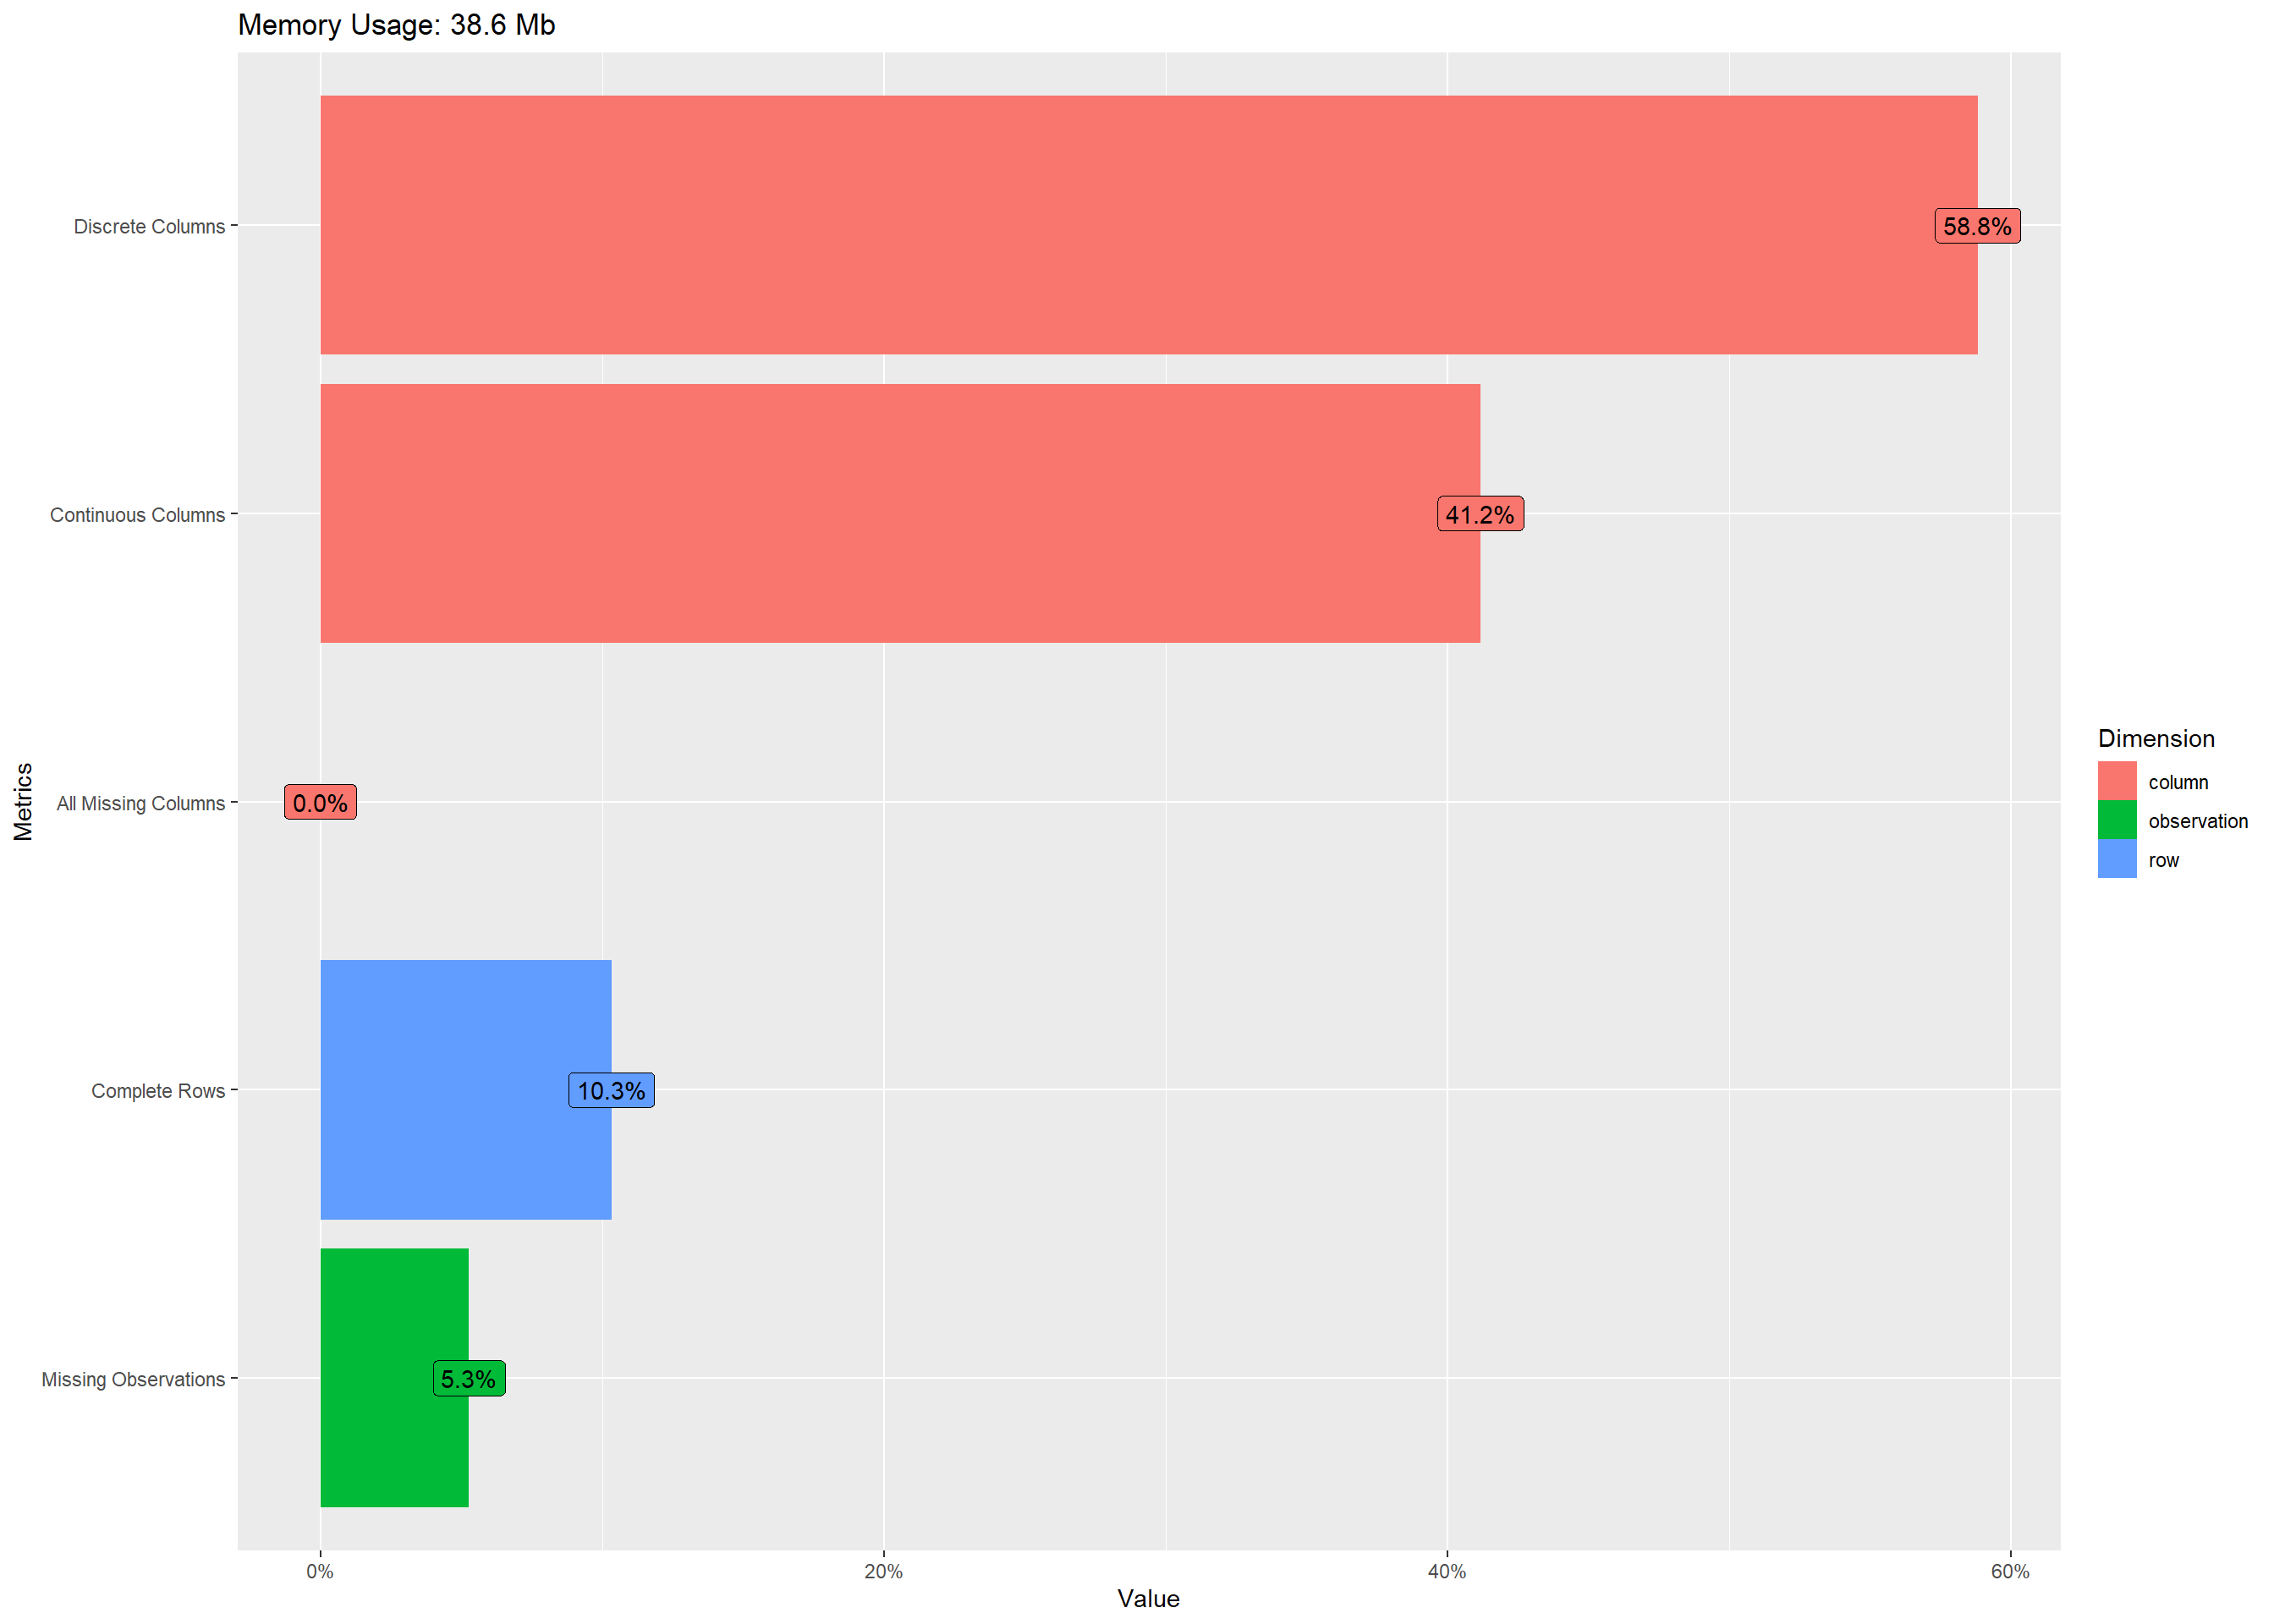 Memory Usage: 38.6 Mb
Discrete Columns
58.8%
Continuous Columns
41.2%
Metrics
All Missing Columns
0.0%
Complete Rows
10.3%
Missing Observations
5.3%
0%
20%
40%
60%
Value
Dimension
column
observation
row